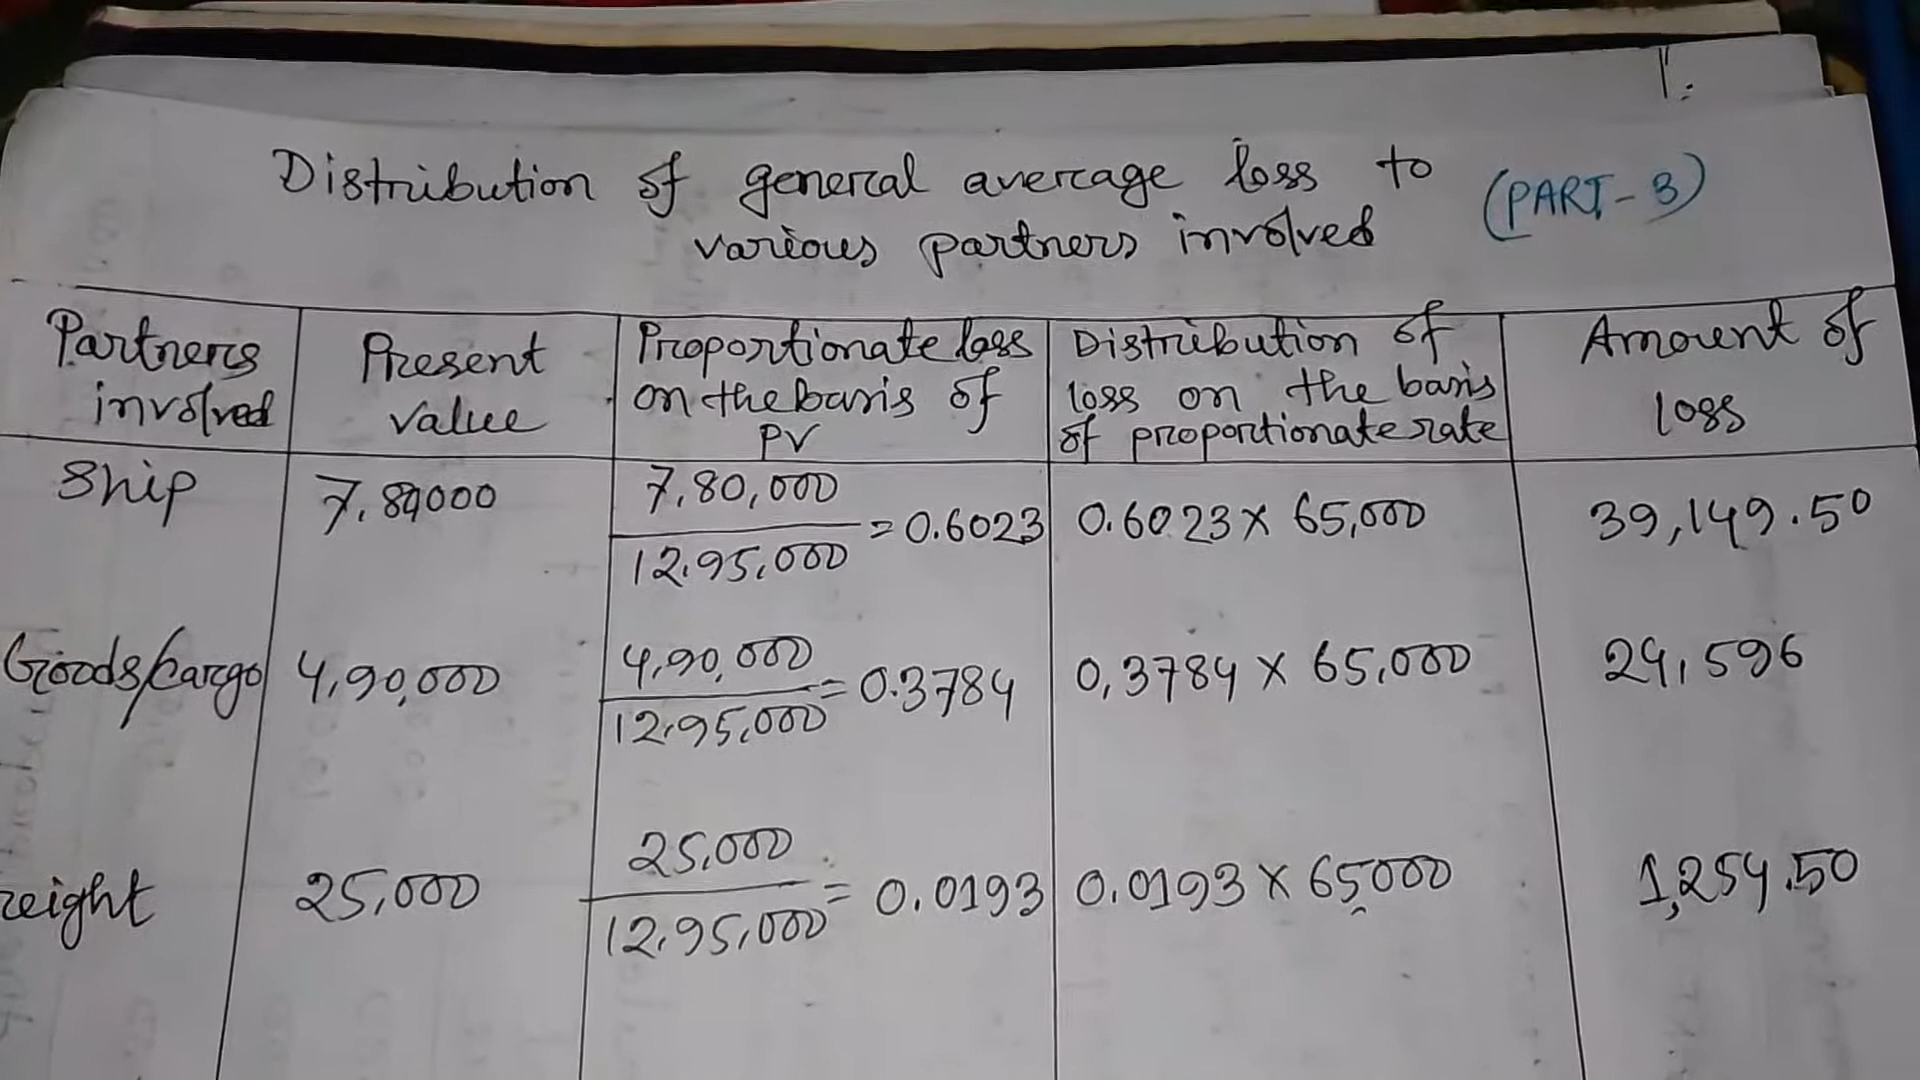 1.
Distribution of general average loss to (PART-3)
various partners involved
Partners involved
Present value
Proportionate loss on the basis of PV
Distribution of loss on the basis of proportionate rate
Amount of loss
Ship 7,80000 7,80,000 / 12,95,000 = 0.6023 0.6023 x 65,000 39,149.50
Goods/cargo 4,90,000 4,90,000 / 12,95,000 = 0.3784 0,3784 x 65,000 24,596
reight 25,000 25,000 / 12,95,000 = 0.0193 0.0193 x 65,000 1,254.50